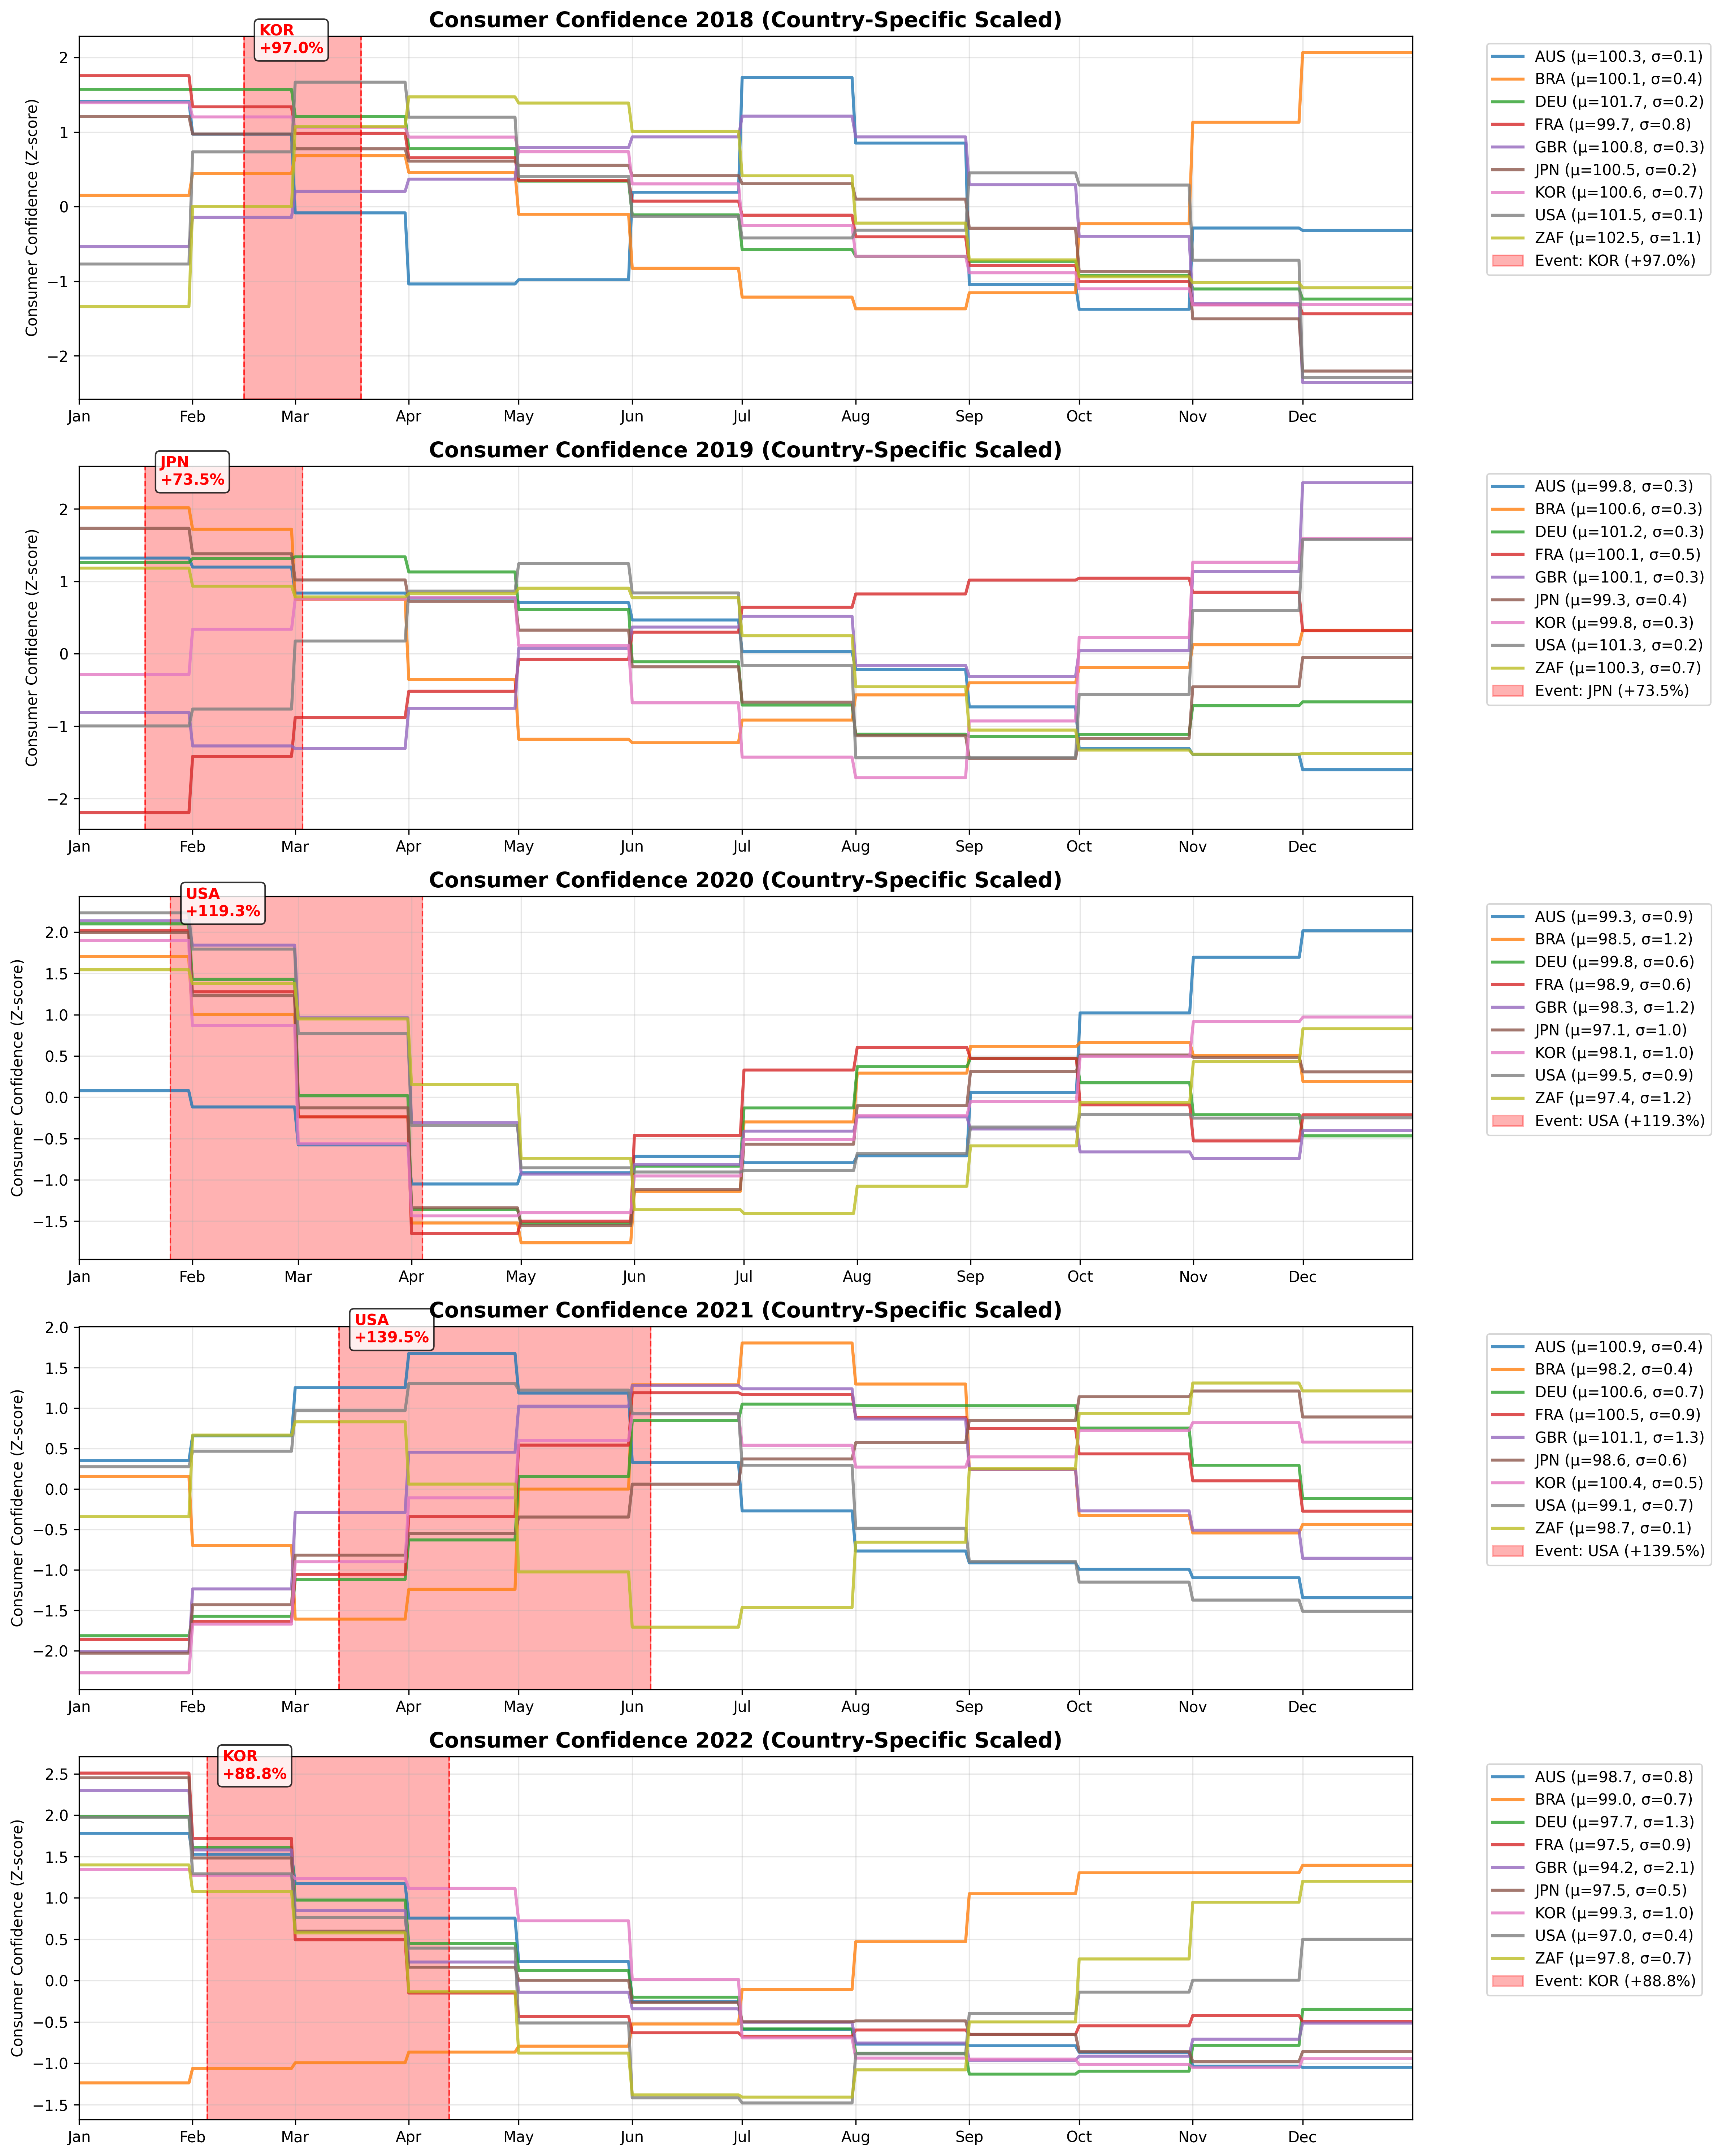 Consumer Confidence 2018 (Country-Specific Scaled)
KOR
+97.0%
Consumer Confidence (Z-score)
2
1
0
−1
−2
Jan Feb Mar Apr May Jun Jul Aug Sep Oct Nov Dec
AUS (μ=100.3, σ=0.1)
BRA (μ=100.1, σ=0.4)
DEU (μ=101.7, σ=0.2)
FRA (μ=99.7, σ=0.8)
GBR (μ=100.8, σ=0.3)
JPN (μ=100.5, σ=0.2)
KOR (μ=100.6, σ=0.7)
USA (μ=101.5, σ=0.1)
ZAF (μ=102.5, σ=1.1)
Event: KOR (+97.0%)
Consumer Confidence 2019 (Country-Specific Scaled)
JPN
+73.5%
Consumer Confidence (Z-score)
2
1
0
−1
−2
Jan Feb Mar Apr May Jun Jul Aug Sep Oct Nov Dec
AUS (μ=99.8, σ=0.3)
BRA (μ=100.6, σ=0.3)
DEU (μ=101.2, σ=0.3)
FRA (μ=100.1, σ=0.5)
GBR (μ=100.1, σ=0.3)
JPN (μ=99.3, σ=0.4)
KOR (μ=99.8, σ=0.3)
USA (μ=101.3, σ=0.2)
ZAF (μ=100.3, σ=0.7)
Event: JPN (+73.5%)
Consumer Confidence 2020 (Country-Specific Scaled)
USA
+119.3%
Consumer Confidence (Z-score)
2.0
1.5
1.0
0.5
0.0
−0.5
−1.0
−1.5
Jan Feb Mar Apr May Jun Jul Aug Sep Oct Nov Dec
AUS (μ=99.3, σ=0.9)
BRA (μ=98.5, σ=1.2)
DEU (μ=99.8, σ=0.6)
FRA (μ=98.9, σ=0.6)
GBR (μ=98.3, σ=1.2)
JPN (μ=97.1, σ=1.0)
KOR (μ=98.1, σ=1.0)
USA (μ=99.5, σ=0.9)
ZAF (μ=97.4, σ=1.2)
Event: USA (+119.3%)
Consumer Confidence 2021 (Country-Specific Scaled)
USA
+139.5%
Consumer Confidence (Z-score)
2.0
1.5
1.0
0.5
0.0
−0.5
−1.0
−1.5
−2.0
Jan Feb Mar Apr May Jun Jul Aug Sep Oct Nov Dec
AUS (μ=100.9, σ=0.4)
BRA (μ=98.2, σ=0.4)
DEU (μ=100.6, σ=0.7)
FRA (μ=100.5, σ=0.9)
GBR (μ=101.1, σ=1.3)
JPN (μ=98.6, σ=0.6)
KOR (μ=100.4, σ=0.5)
USA (μ=99.1, σ=0.7)
ZAF (μ=98.7, σ=0.1)
Event: USA (+139.5%)
Consumer Confidence 2022 (Country-Specific Scaled)
KOR
+88.8%
Consumer Confidence (Z-score)
2.5
2.0
1.5
1.0
0.5
0.0
−0.5
−1.0
−1.5
Jan Feb Mar Apr May Jun Jul Aug Sep Oct Nov Dec
AUS (μ=98.7, σ=0.8)
BRA (μ=99.0, σ=0.7)
DEU (μ=97.7, σ=1.3)
FRA (μ=97.5, σ=0.9)
GBR (μ=94.2, σ=2.1)
JPN (μ=97.5, σ=0.5)
KOR (μ=99.3, σ=1.0)
USA (μ=97.0, σ=0.4)
ZAF (μ=97.8, σ=0.7)
Event: KOR (+88.8%)